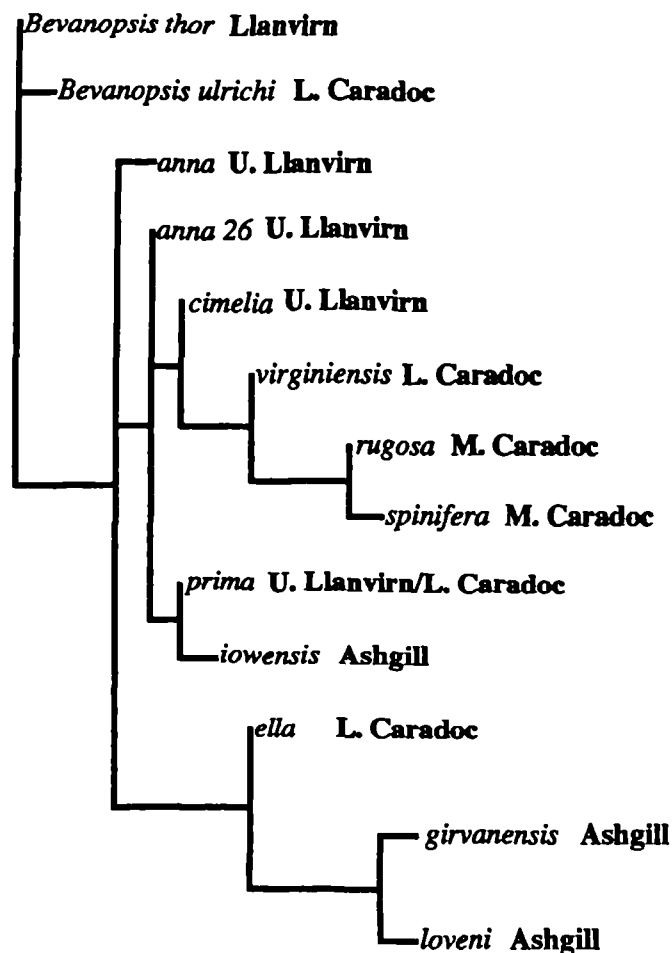 Bevanopsis thor Llanvirn
Bevanopsis ulrichi L. Caradoc
anna U. Llanvirn
anna 26 U. Llanvirn
cimelia U. Llanvirn
virginiensis L. Caradoc
rugosa M. Caradoc
spinifera M. Caradoc
prima U. Llanvirn/L. Caradoc
iowensis Ashgill
ella L. Caradoc
girvanensis Ashgill
loveni Ashgill